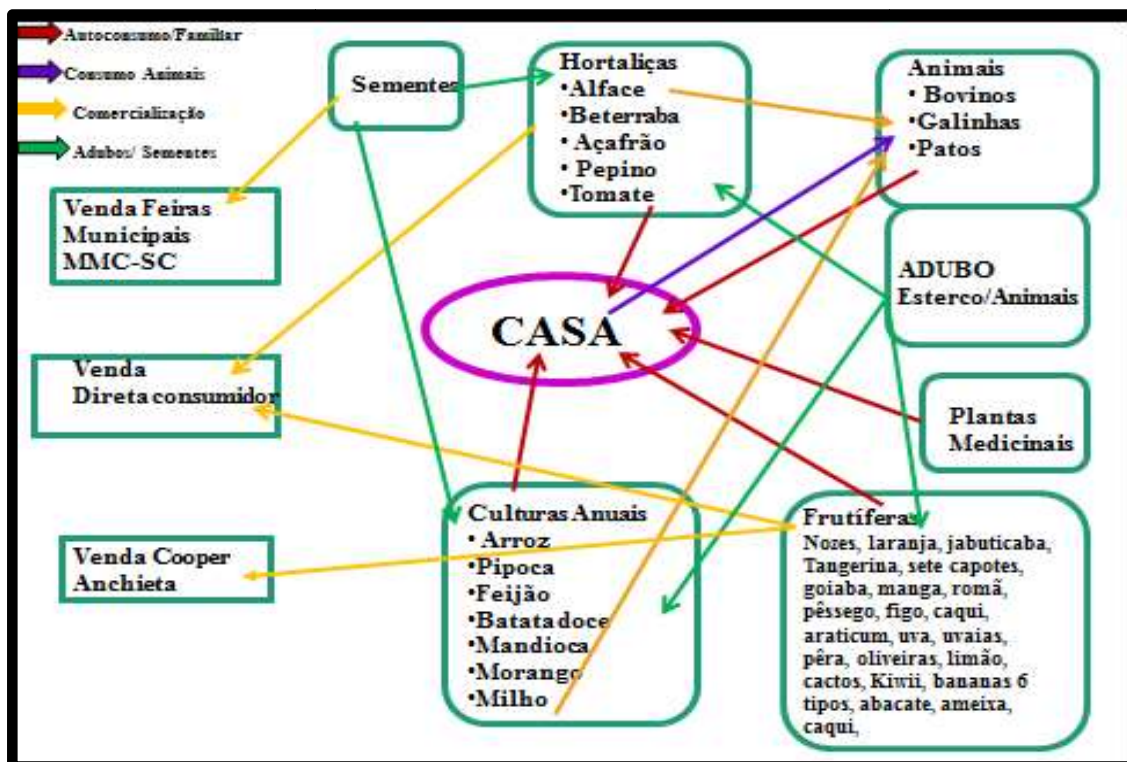 Autoconsumo/Familiar
Consumo Animais
Comercialização
Adubos/ Sementes
Sementes
Hortaliças
•Alface
•Beterraba
• Açafrão
• Pepino
•Tomate
Animais
• Bovinos
•Galinhas
•Patos
Venda Feiras
Municipais
MMC-SC
ADUBO
Esterco/Animais
CASA
Venda
Direta consumidor
Plantas
Medicinais
Culturas Anuais
• Arroz
•Pipoca
•Feijão
•Batata doce
•Mandioca
•Morango
•Milho
Venda Cooper
Anchieta
Frutíferas
Nozes, laranja, jabuticaba,
Tangerina, sete capotes,
goiaba, manga, romã,
pêssego, figo, caqui,
araticum, uva, uvaias,
pêra, oliveiras, limão,
cactos, Kiwii, bananas 6
tipos, abacate, ameixa,
caqui,